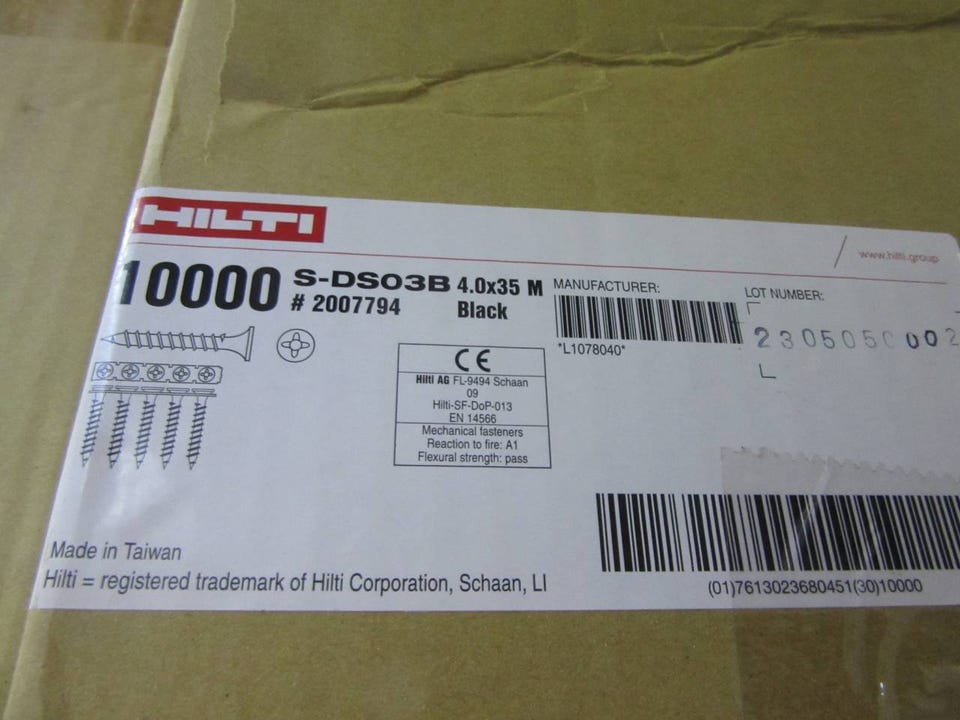 HILTI
www.hilti.group
10000 S-DS03B 4.0x35 M
# 2007794 Black
MANUFACTURER:
*L1078040*
LOT NUMBER:
CE
Hilti AG FL-9494 Schaan
09
Hilti-SF-DoP-013
EN 14566
Mechanical fasteners
Reaction to fire: A1
Flexural strength: pass
Made in Taiwan
Hilti = registered trademark of Hilti Corporation, Schaan, LI
(01)7613023680451(30)10000